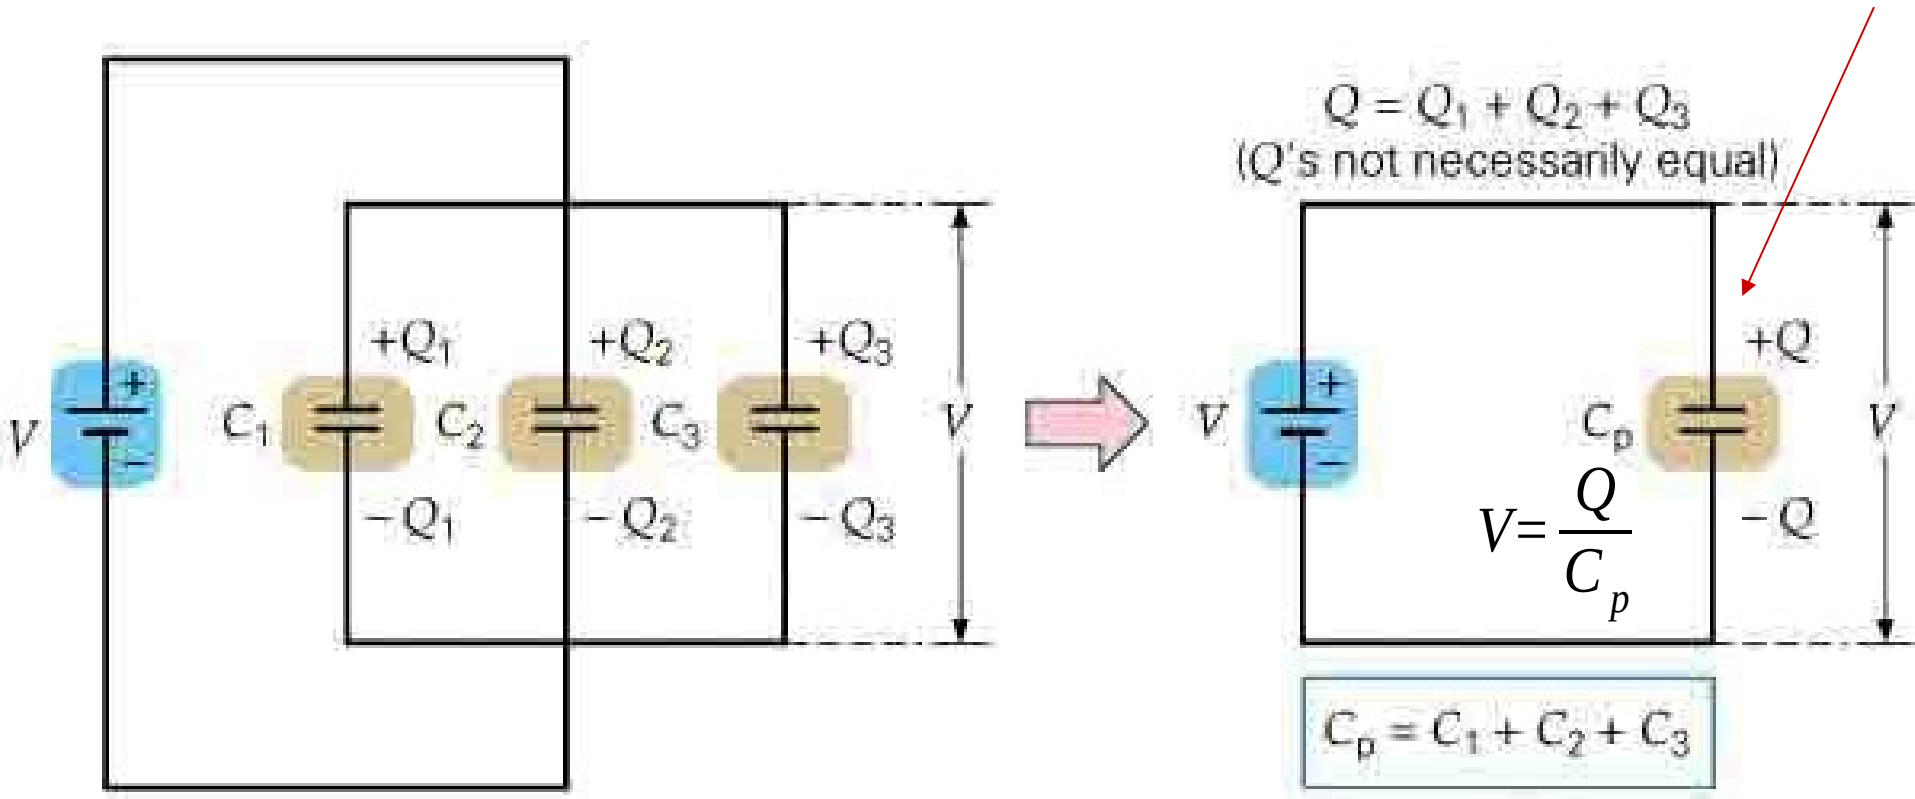 Q = Q₁ + Q₂ + Q₃
(Q's not necessarily equal)
+Q₁
+Q₂
+Q₃
+
V
−
C₁
C₂
C₃
V
−Q₁
−Q₂
−Q₃
+Q
+
V
−
Cₚ
V
−Q
V= Q / Cₚ
Cₚ = C₁ + C₂ + C₃